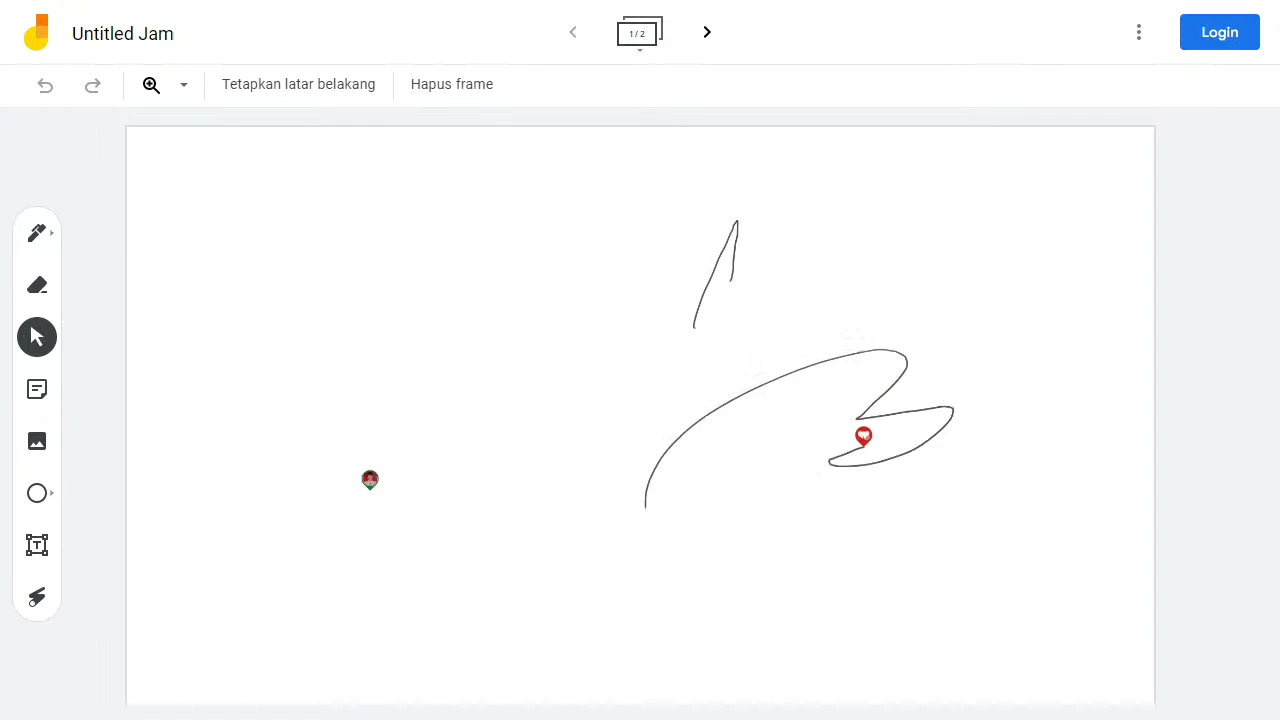 Untitled Jam
1 / 2
Login
Tetapkan latar belakang
Hapus frame